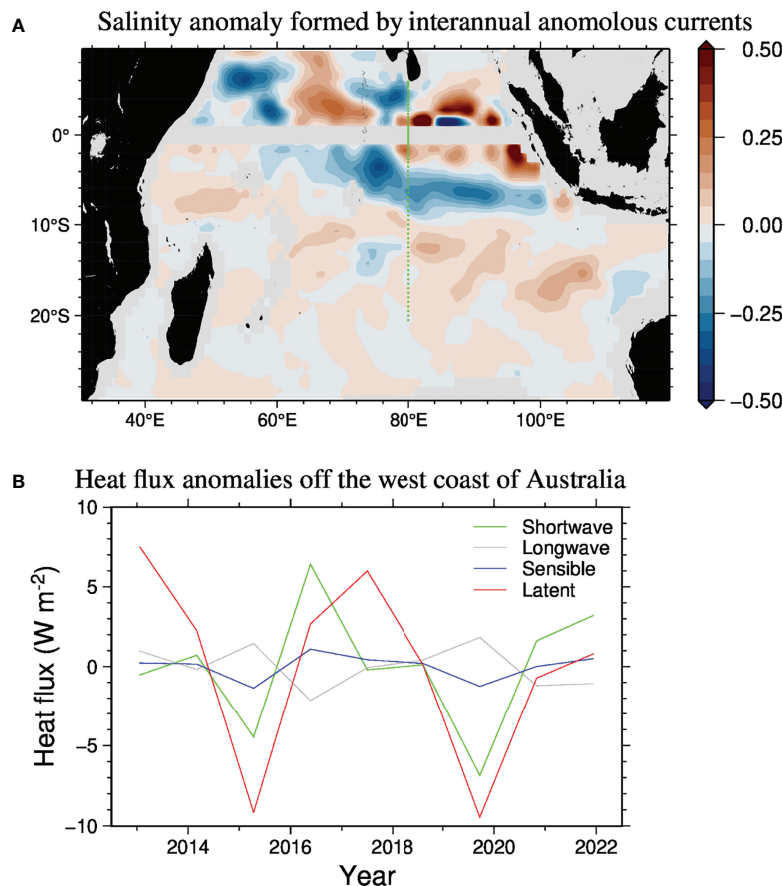 A
Salinity anomaly formed by interannual anomolous currents
0°
10°S
20°S
40°E
60°E
80°E
100°E
0.50
0.25
0.00
−0.25
−0.50
B
Heat flux anomalies off the west coast of Australia
10
5
0
−5
−10
Heat flux (W m-2)
Shortwave
Longwave
Sensible
Latent
2014
2016
2018
2020
2022
Year